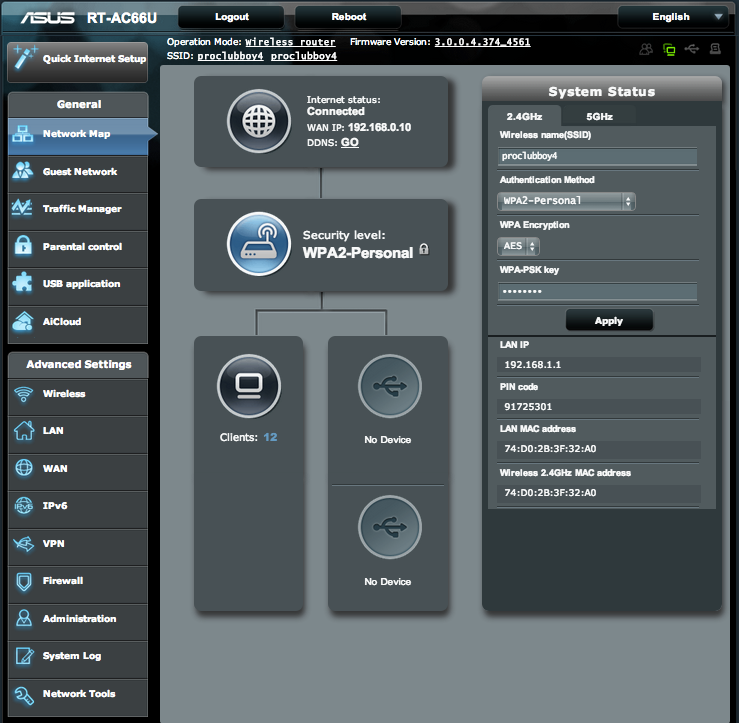 ASUS RT-AC66U Logout Reboot English
Operation Mode: Wireless router Firmware Version: 3.0.0.4.374_4561
SSID: proclubboy4 proclubboy4
Quick Internet Setup
General
Network Map
Guest Network
Traffic Manager
Parental control
USB application
AiCloud
Advanced Settings
Wireless
LAN
WAN
IPv6
VPN
Firewall
Administration
System Log
Network Tools
Internet status:
Connected
WAN IP: 192.168.0.10
DDNS: GO
Security level:
WPA2-Personal
Clients: 12
No Device
No Device
System Status
2.4GHz 5GHz
Wireless name(SSID)
proclubboy4
Authentication Method
WPA2-Personal
WPA Encryption
AES
WPA-PSK key
••••••••
Apply
LAN IP
192.168.1.1
PIN code
91725301
LAN MAC address
74:D0:2B:3F:32:A0
Wireless 2.4GHz MAC address
74:D0:2B:3F:32:A0